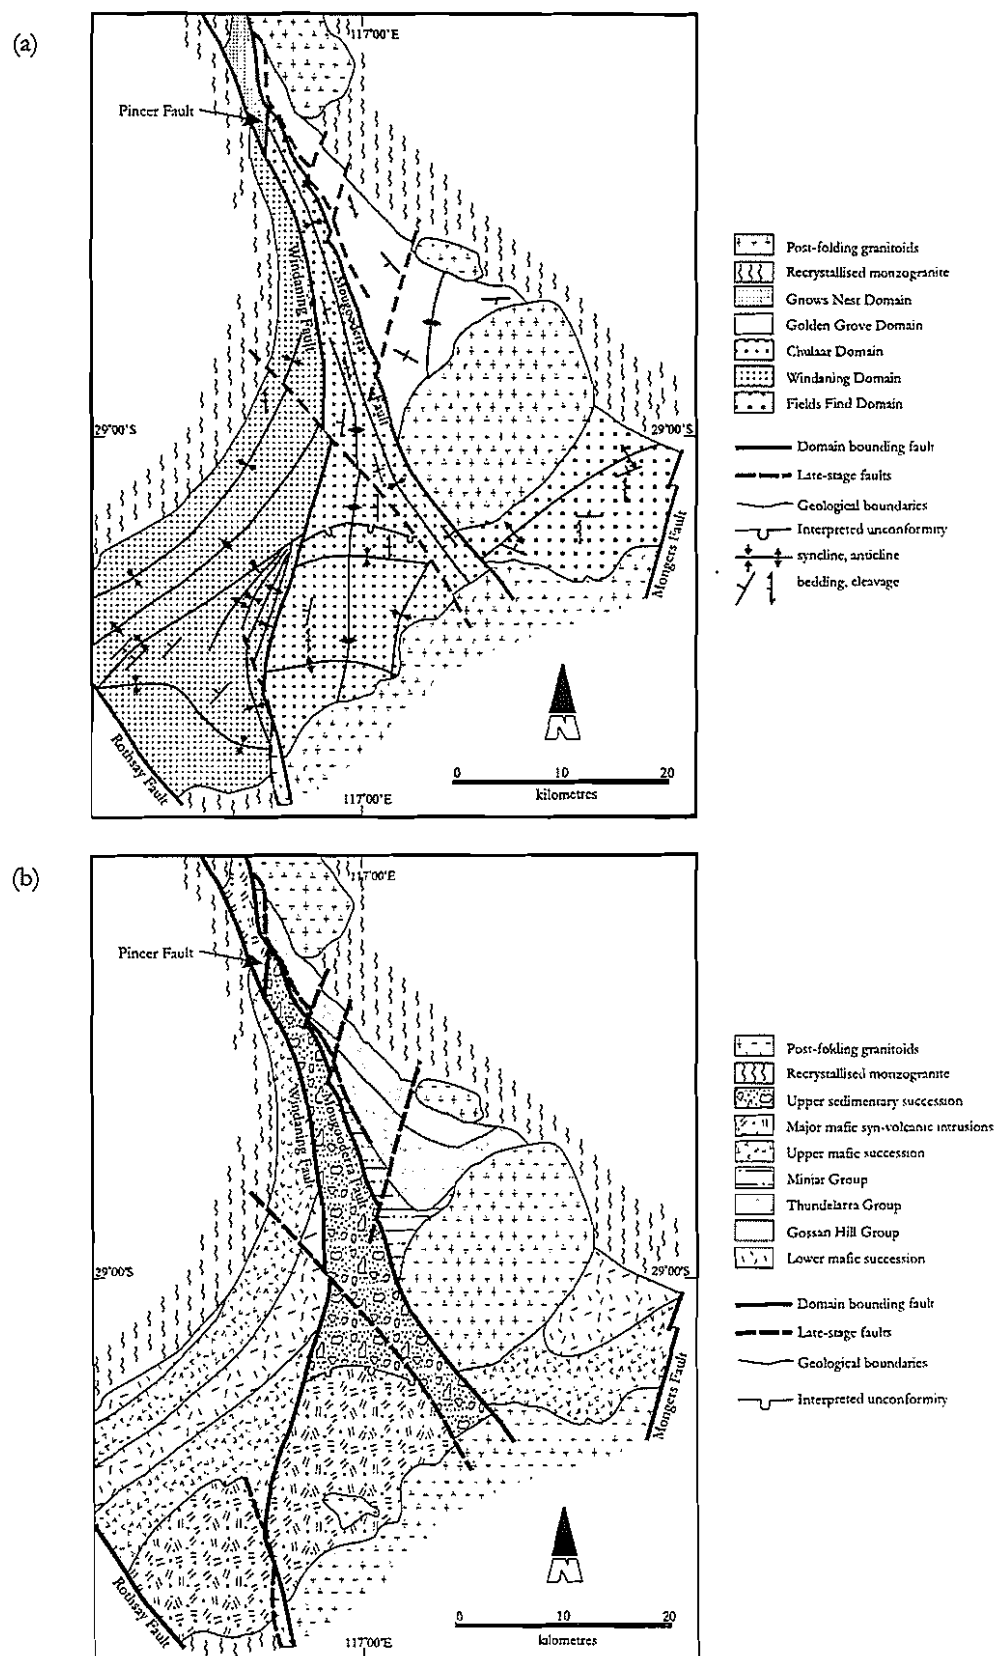 (a)
117°00'E
Pincer Fault
Windaning Fault
Mougooderra Fault
29°00'S
29°00'S
Mongers Fault
Rothsay Fault
N
0 10 20
kilometres
117°00'E
Post-folding granitoids
Recrystallised monzogranite
Gnows Nest Domain
Golden Grove Domain
Chulaar Domain
Windaning Domain
Fields Find Domain
Domain bounding fault
Late-stage faults
Geological boundaries
Interpreted unconformity
syncline, anticline
bedding, cleavage
(b)
117°00'E
Pincer Fault
Windaning Fault
Mougooderra Fault
29°00'S
29°00'S
Mongers Fault
Rothsay Fault
N
0 10 20
kilometres
117°00'E
Post-folding granitoids
Recrystallised monzogranite
Upper sedimentary succession
Major mafic syn-volcanic intrusions
Upper mafic succession
Minjar Group
Thundelarra Group
Gossan Hill Group
Lower mafic succession
Domain bounding fault
Late-stage faults
Geological boundaries
Interpreted unconformity